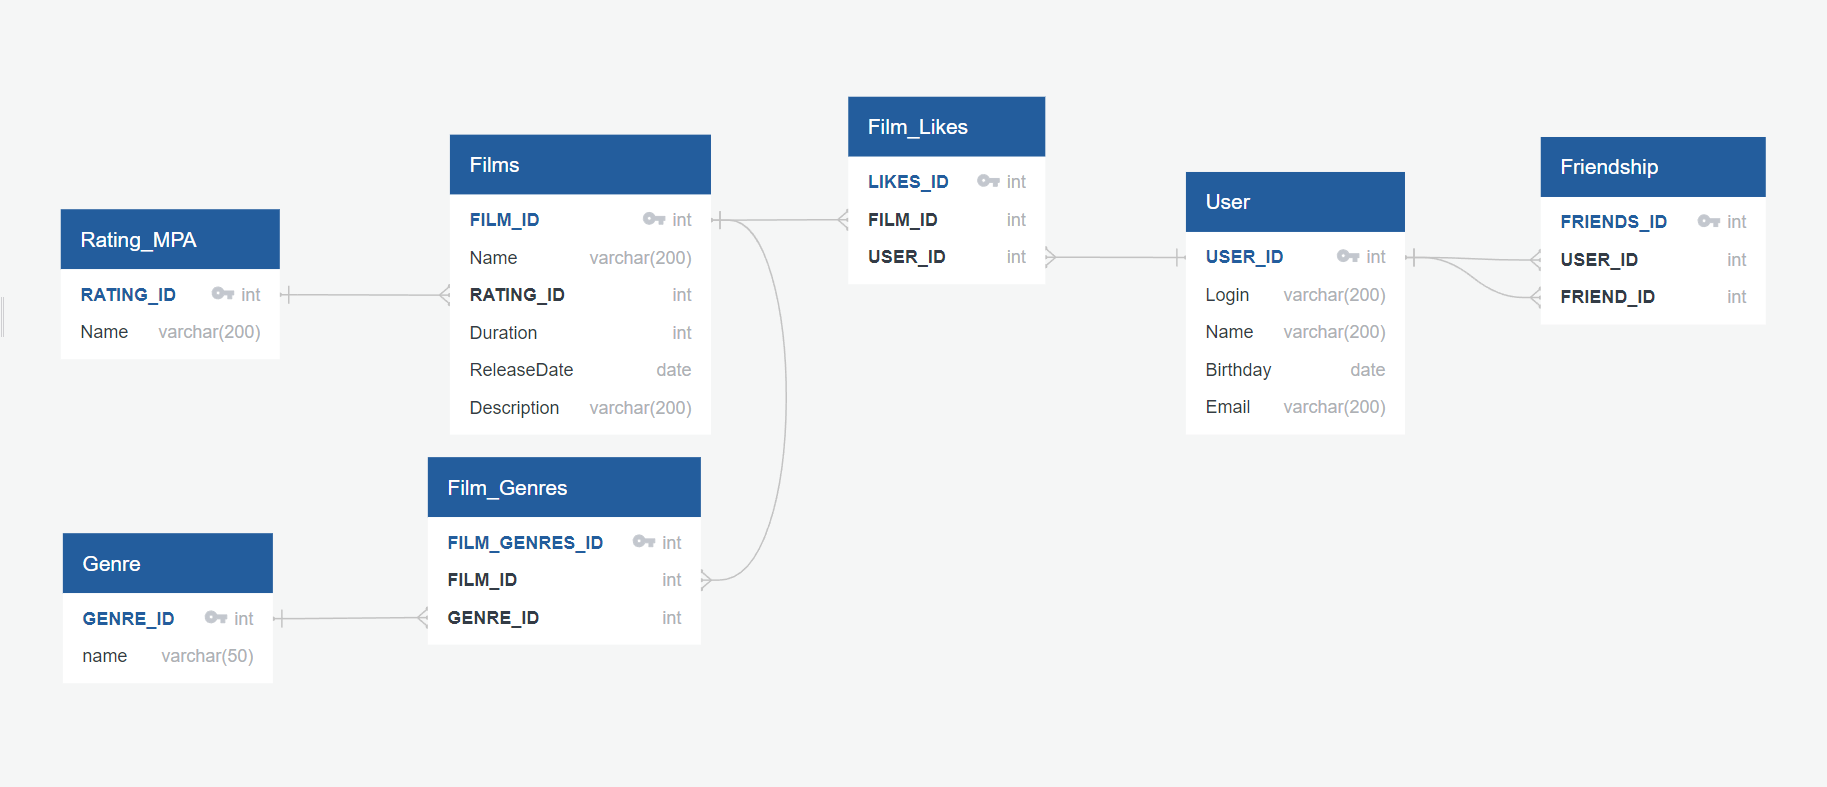 Rating_MPA
RATING_ID int
Name varchar(200)
Films
FILM_ID int
Name varchar(200)
RATING_ID int
Duration int
ReleaseDate date
Description varchar(200)
Genre
GENRE_ID int
name varchar(50)
Film_Genres
FILM_GENRES_ID int
FILM_ID int
GENRE_ID int
Film_Likes
LIKES_ID int
FILM_ID int
USER_ID int
User
USER_ID int
Login varchar(200)
Name varchar(200)
Birthday date
Email varchar(200)
Friendship
FRIENDS_ID int
USER_ID int
FRIEND_ID int